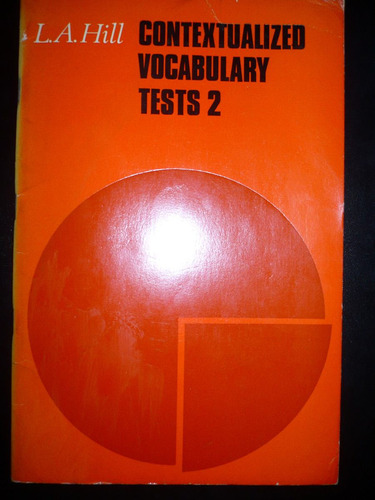 L.A. Hill CONTEXTUALIZED
VOCABULARY
TESTS 2